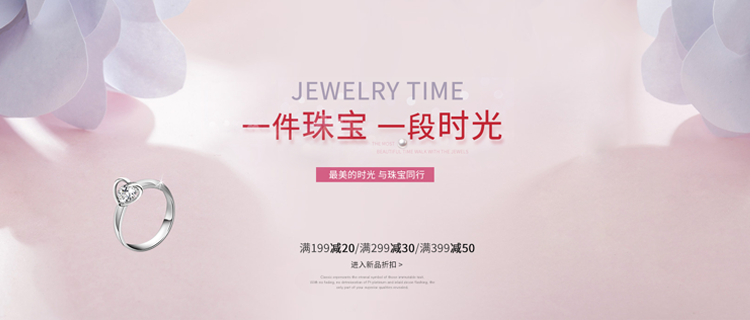 JEWELRY TIME
一件珠宝 一段时光
最美的时光 与珠宝同行
满199减20/满299减30/满399减50
进入新品折扣 >